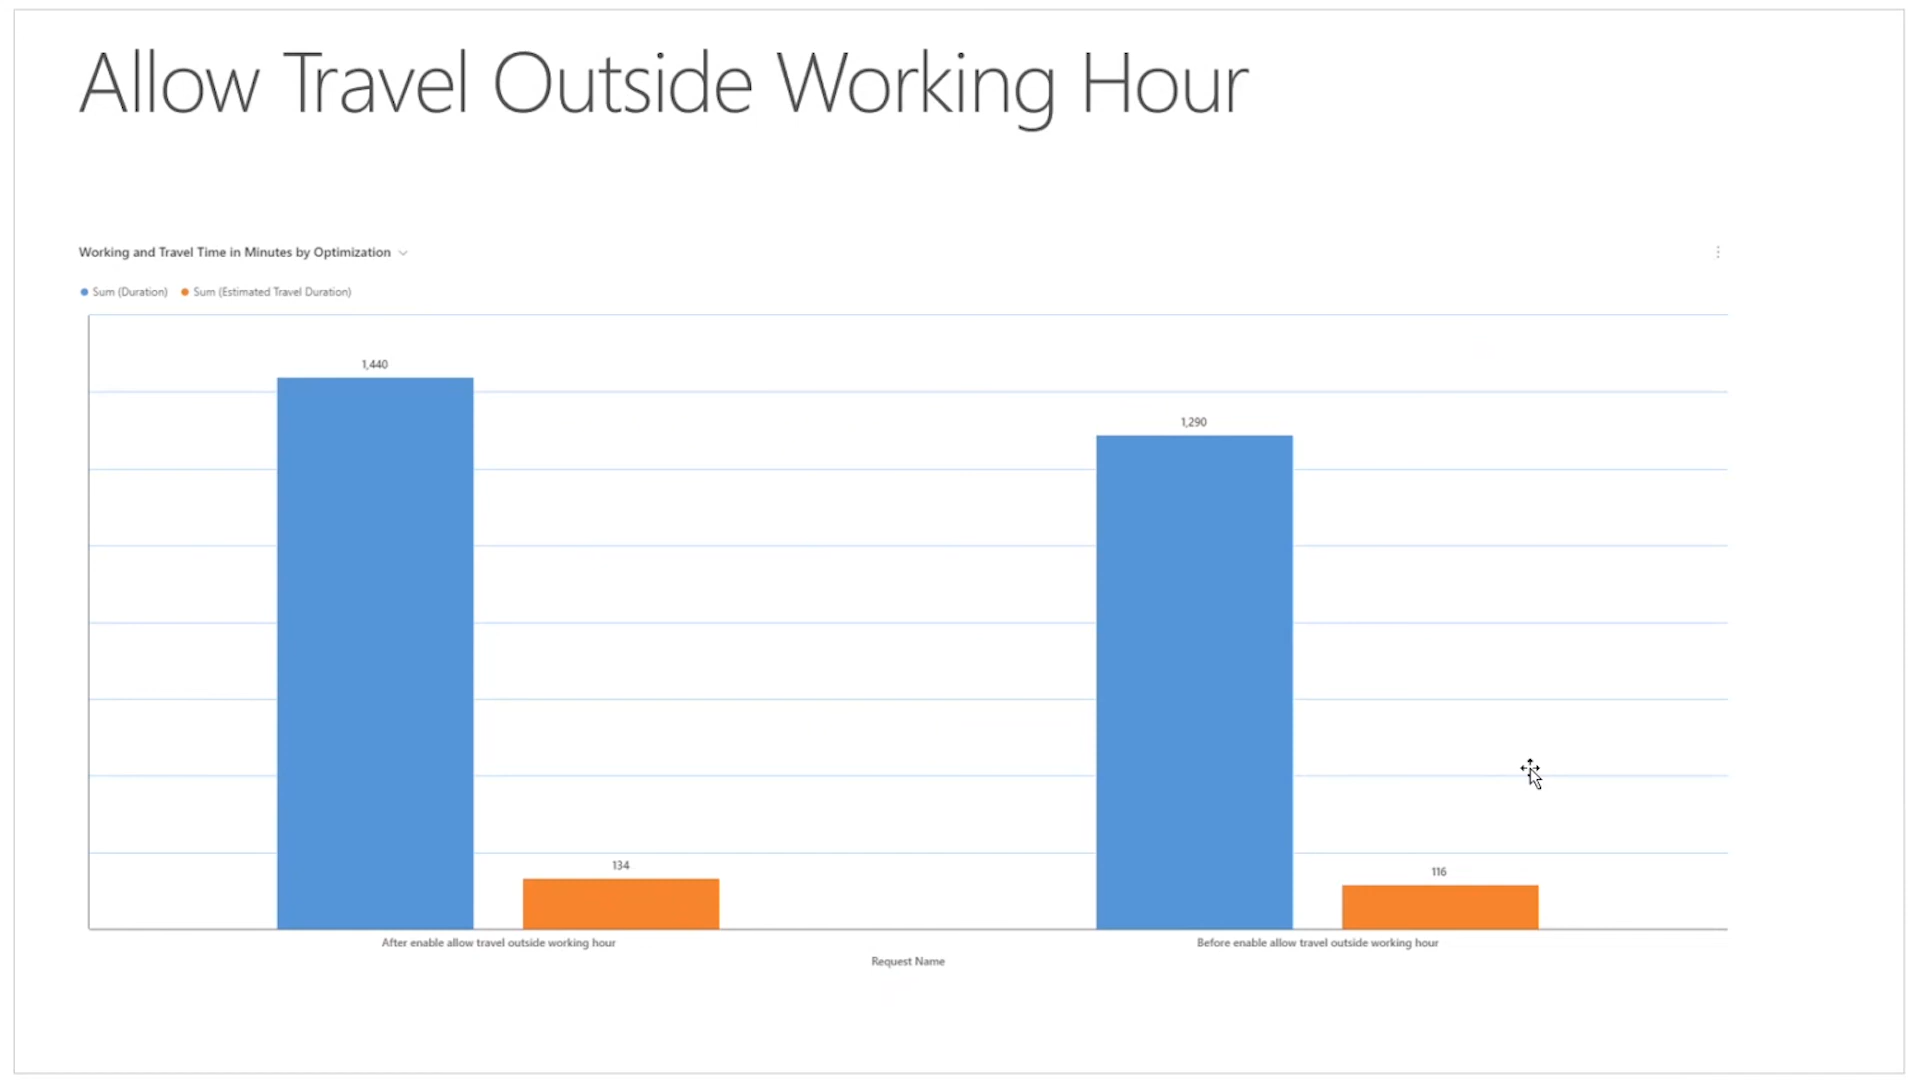 Allow Travel Outside Working Hour
Working and Travel Time in Minutes by Optimization
Sum (Duration) Sum (Estimated Travel Duration)
1,440
1,290
134
116
After enable allow travel outside working hour
Before enable allow travel outside working hour
Request Name